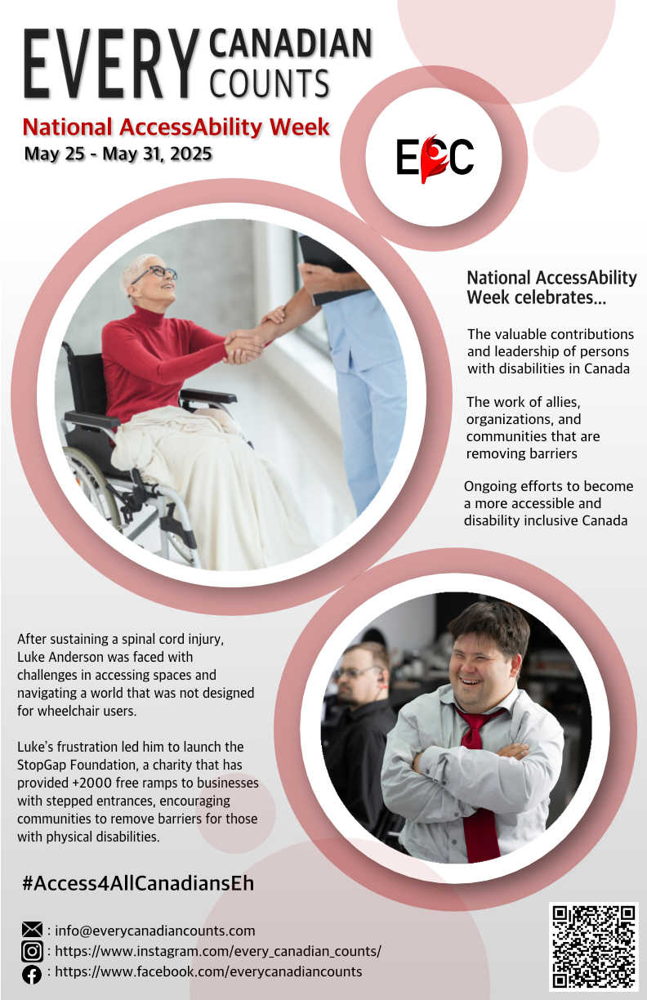 EVERY CANADIAN
COUNTS
National AccessAbility Week
May 25 - May 31, 2025
ECC
National AccessAbility
Week celebrates...
The valuable contributions
and leadership of persons
with disabilities in Canada
The work of allies,
organizations, and
communities that are
removing barriers
Ongoing efforts to become
a more accessible and
disability inclusive Canada
After sustaining a spinal cord injury,
Luke Anderson was faced with
challenges in accessing spaces and
navigating a world that was not designed
for wheelchair users.
Luke's frustration led him to launch the
StopGap Foundation, a charity that has
provided +2000 free ramps to businesses
with stepped entrances, encouraging
communities to remove barriers for those
with physical disabilities.
#Access4AllCanadiansEh
: info@everycanadiancounts.com
: https://www.instagram.com/every_canadian_counts/
: https://www.facebook.com/everycanadiancounts